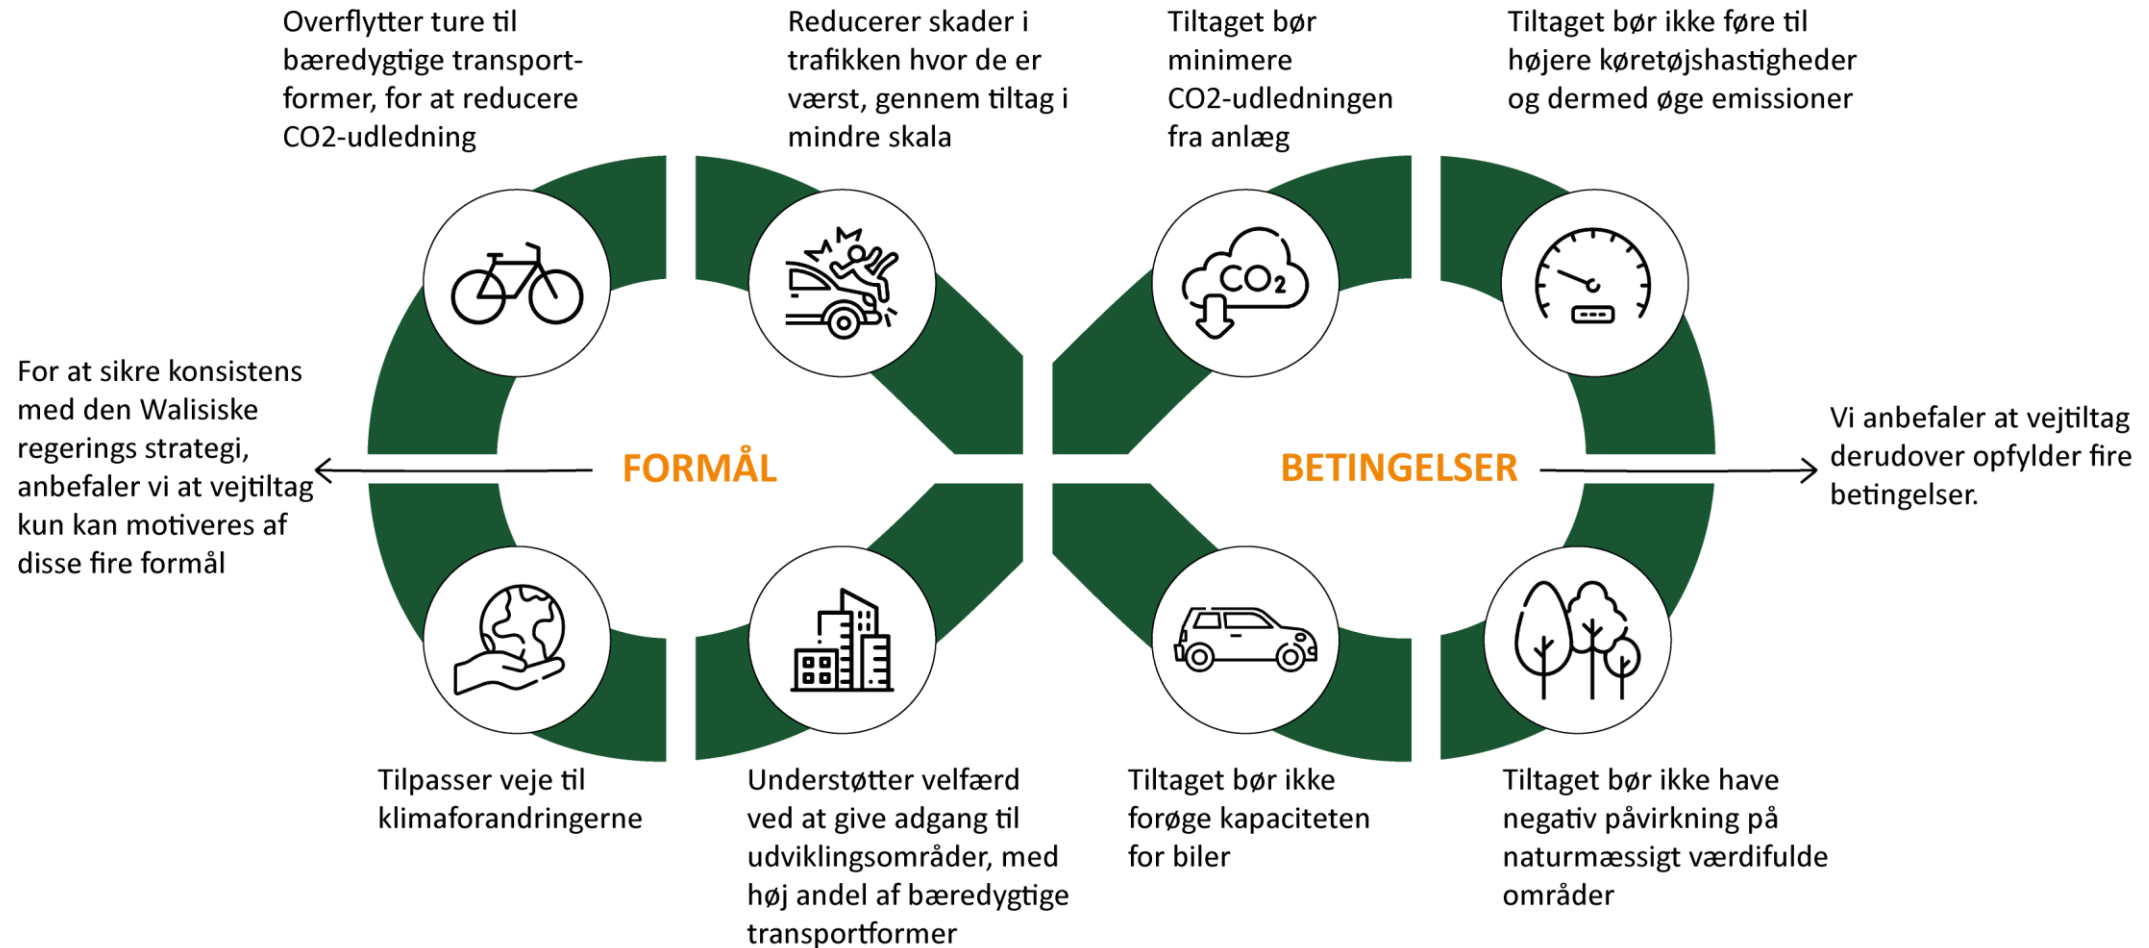 Overflytter ture til
bæredygtige transport-
former, for at reducere
CO2-udledning
Reducerer skader i
trafikken hvor de er
værst, gennem tiltag i
mindre skala
Tiltaget bør
minimere
CO2-udledningen
fra anlæg
Tiltaget bør ikke føre til
højere køretøjshastigheder
og dermed øge emissioner
CO2
For at sikre konsistens
med den Walisiske
regerings strategi,
anbefaler vi at vejtiltag
kun kan motiveres af
disse fire formål
FORMÅL
BETINGELSER
Vi anbefaler at vejtiltag
derudover opfylder fire
betingelser.
Tilpasser veje til
klimaforandringerne
Understøtter velfærd
ved at give adgang til
udviklingsområder, med
høj andel af bæredygtige
transportformer
Tiltaget bør ikke
forøge kapaciteten
for biler
Tiltaget bør ikke have
negativ påvirkning på
naturmæssigt værdifulde
områder